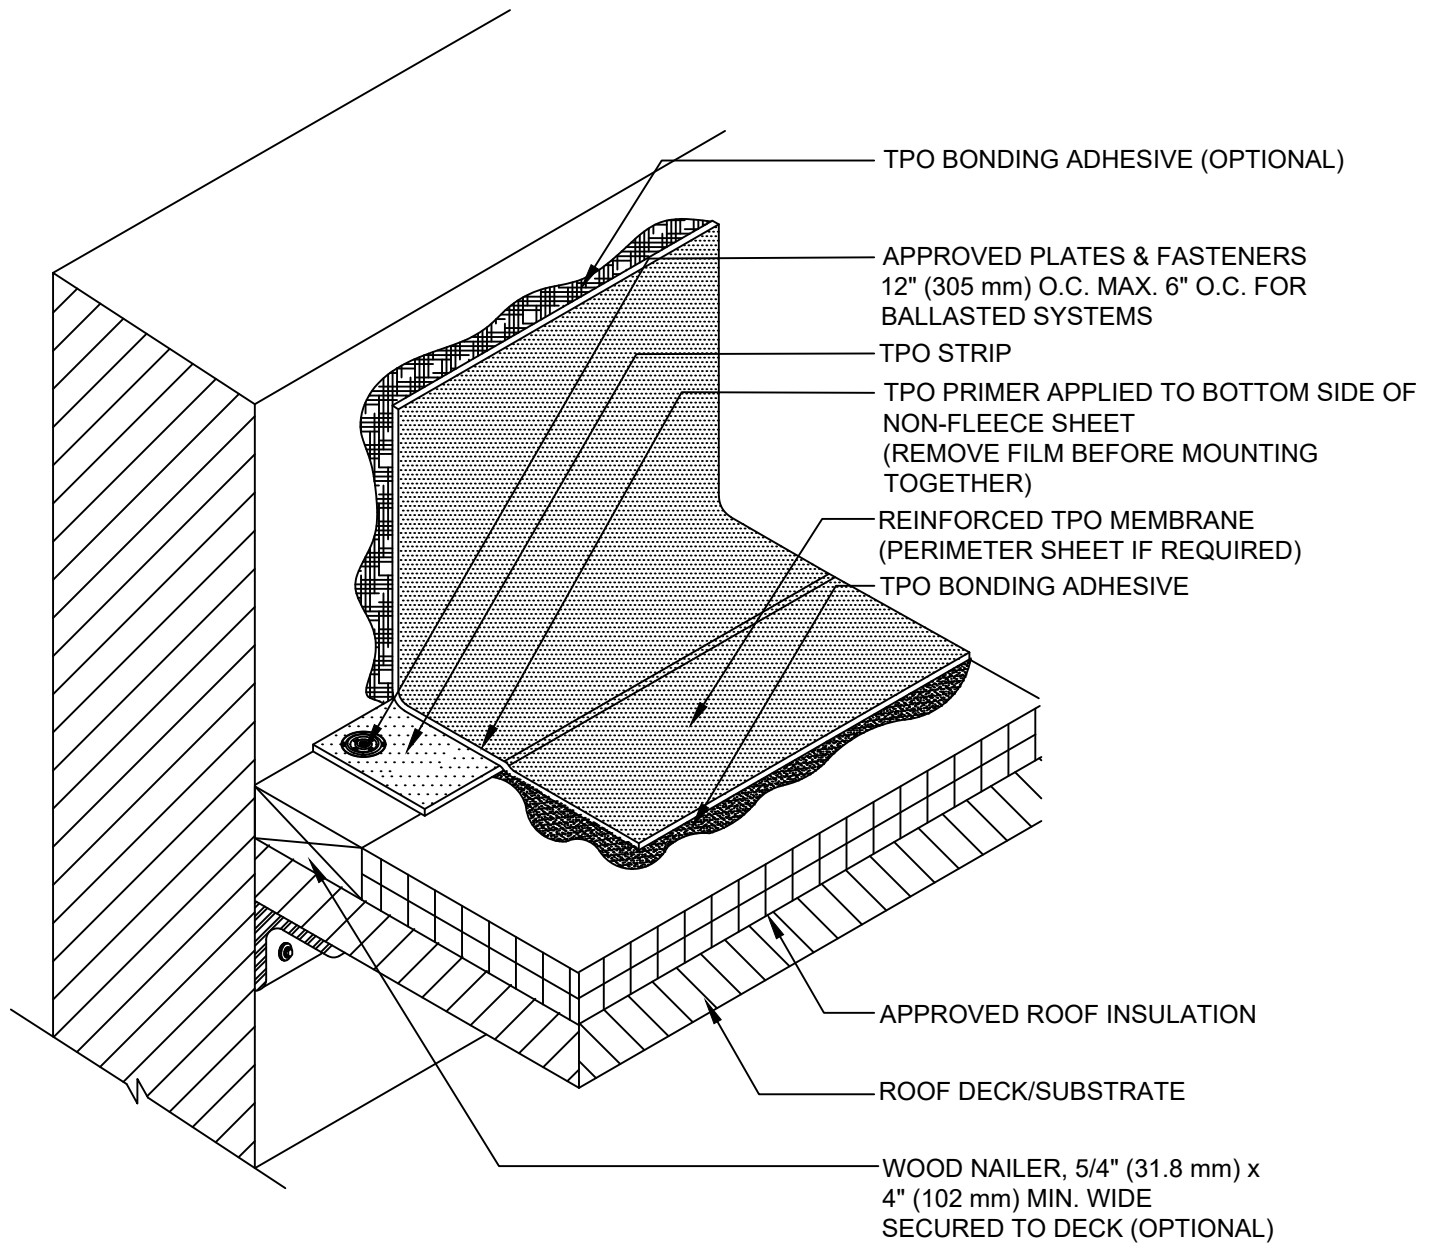 TPO BONDING ADHESIVE (OPTIONAL)
APPROVED PLATES & FASTENERS
12" (305 mm) O.C. MAX. 6" O.C. FOR
BALLASTED SYSTEMS
TPO STRIP
TPO PRIMER APPLIED TO BOTTOM SIDE OF
NON-FLEECE SHEET
(REMOVE FILM BEFORE MOUNTING
TOGETHER)
REINFORCED TPO MEMBRANE
(PERIMETER SHEET IF REQUIRED)
TPO BONDING ADHESIVE
APPROVED ROOF INSULATION
ROOF DECK/SUBSTRATE
WOOD NAILER, 5/4" (31.8 mm) x
4" (102 mm) MIN. WIDE
SECURED TO DECK (OPTIONAL)